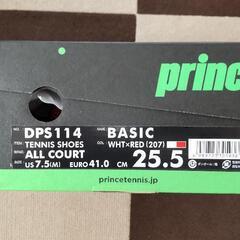 prince
NO. DPS114 NAME BASIC
TENNIS SHOES COL. WHT×RED (207)
ALL COURT
US 7.5(M) EURO 41.0 CM 25.5
princetennis.jp